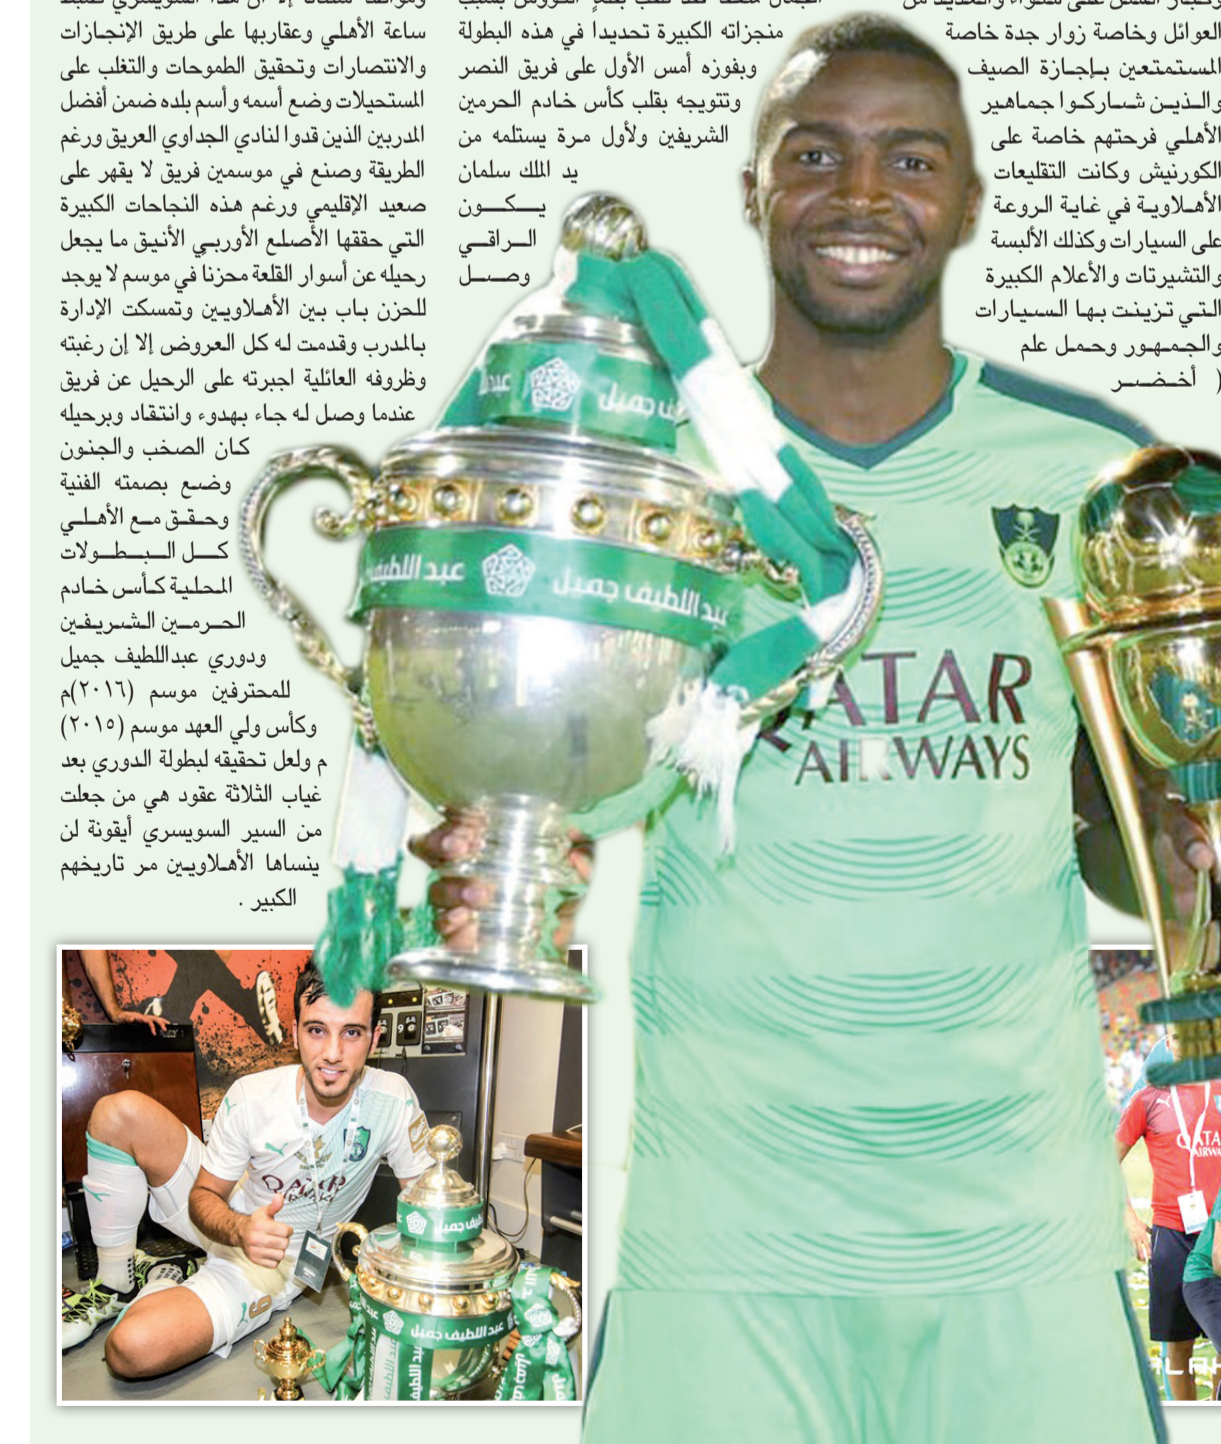 العوائل وخاصة زوار جدة خاصة
المستمتعين بإجازة الصيف
والذين شاركوا جماهير
الأهلي فرحتهم خاصة على
الكورنيش وكانت التقليعات
الأهلاوية في غاية الروعة
على السيارات وكذلك الألبسة
والتشيرتات والأعلام الكبيرة
التي تزينت بها السيارات
والجمهور وحمل علم
( أخضر
منجزاته الكبيرة تحديدا في هذه البطولة
وبفوزه أمس الأول على فريق النصر
وتتويجه بقلب كأس خادم الحرمين
الشريفين ولأول مرة يستلمه من
يد الملك سلمان
يكون
الراقي
وصل
ساعة الأهلي وعقاربها على طريق الإنجازات
والانتصارات وتحقيق الطموحات والتغلب على
المستحيلات وضع أسمه وأسم بلده ضمن أفضل
المدربين الذين قدوا لنادي الجداوي العريق ورغم
الطريقة وصنع في موسمين فريق لا يقهر على
صعيد الإقليمي ورغم هذه النجاحات الكبيرة
التي حققها الأصلع الأوربي الأنيق ما يجعل
رحيله عن أسوار القلعة محزنا في موسم لا يوجد
للحزن باب بين الأهلاويين وتمسكت الإدارة
بالمدرب وقدمت له كل العروض إلا إن رغبته
وظروفه العائلية اجبرته على الرحيل عن فريق
عندما وصل له جاء بهدوء وانتقاد وبرحيله
كان الصخب والجنون
وضع بصمته الفنية
وحقق مع الأهلي
كل البطولات
المحلية كأس خادم
الحرمين الشريفين
ودوري عبداللطيف جميل
للمحترفين موسم (٢٠١٦)م
وكأس ولي العهد موسم (٢٠١٥)
م ولعل تحقيقه لبطولة الدوري بعد
غياب الثلاثة عقود هي من جعلت
من السير السويسري أيقونة لن
ينساها الأهلاويين مر تاريخهم
الكبير .
عبد اللطيف جميل
عبد اللطيف
QATAR
AIRWAYS
عبد اللطيف جميل